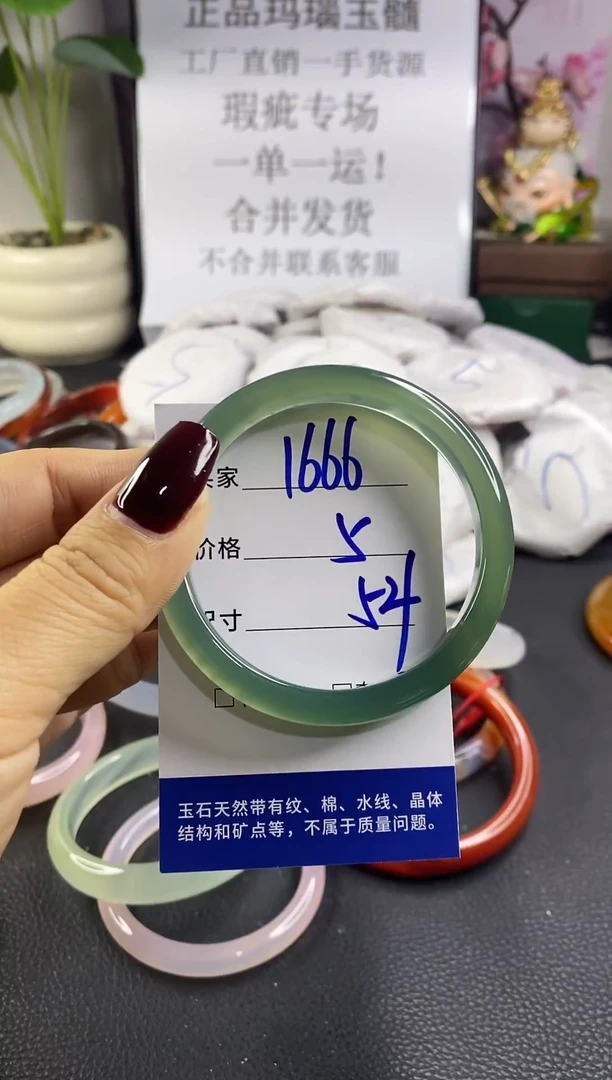 正品玛瑙玉髓
工厂直销一手货源
瑕疵专场
一单一运!
合并发货
不合并联系客服
家 1666
价格 5
寸 54
玉石天然带有纹、棉、水线、晶体
结构和矿点等，不属于质量问题。